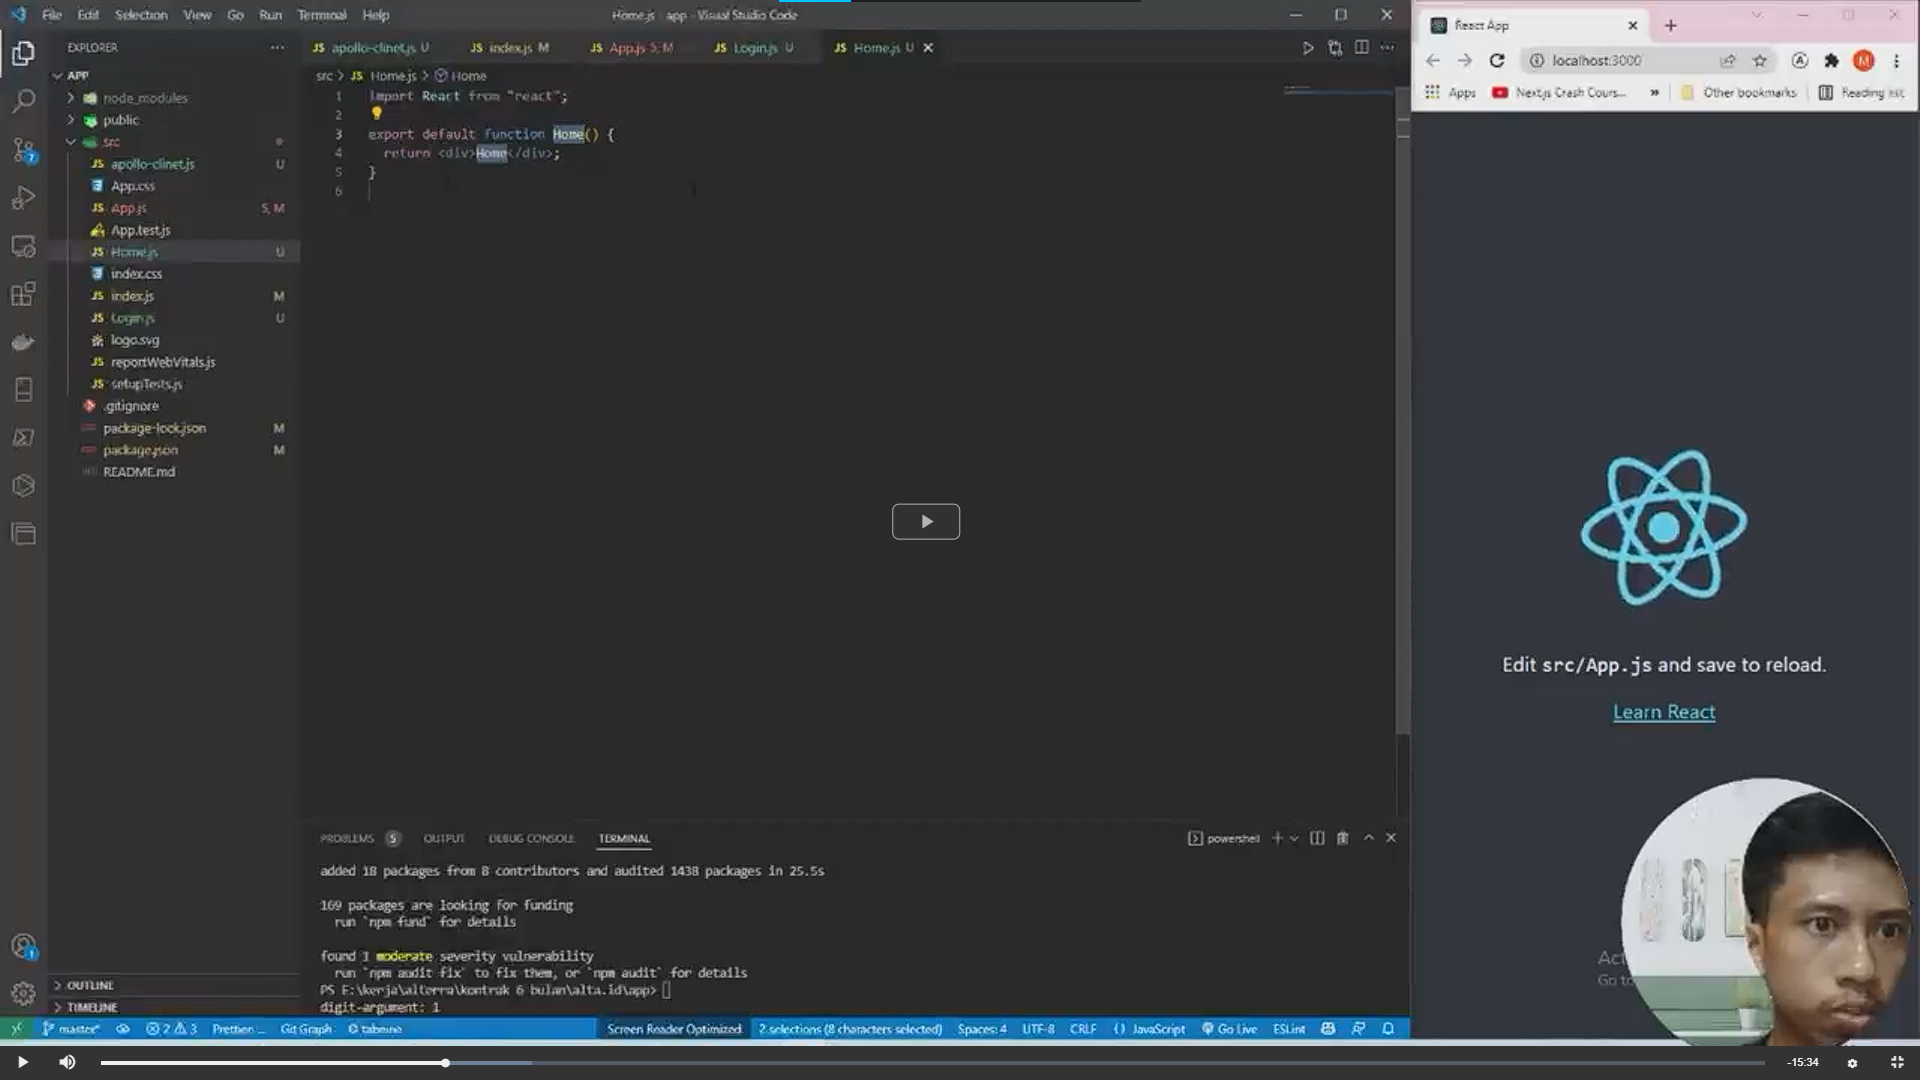 File Edit Selection View Go Run Terminal Help
Home.js - app - Visual Studio Code
EXPLORER
APP
node_modules
public
src
apollo-clinet.js U
App.css
App.js 5, M
App.test.js
Home.js U
index.css
index.js M
Login.js U
logo.svg
reportWebVitals.js
setupTests.js
.gitignore
package-lock.json M
package.json M
README.md
OUTLINE
TIMELINE
JS apollo-clinet.js U JS index.js M JS App.js 5, M JS Login.js U JS Home.js U
src > JS Home.js > Home
1 import React from "react";
2
3 export default function Home() {
4 return <div>Home</div>;
5 }
6
PROBLEMS 5 OUTPUT DEBUG CONSOLE TERMINAL
powershell
added 18 packages from 8 contributors and audited 1438 packages in 25.5s
169 packages are looking for funding
run `npm fund` for details
found 1 moderate severity vulnerability
run `npm audit fix` to fix them, or `npm audit` for details
PS E:\kerja\alterra\kontrak 6 bulan\alta.id\app>
digit-argument: 1
master* 2 3 Prettier Git Graph tabnine Screen Reader Optimized 2 selections (8 characters selected) Spaces: 4 UTF-8 CRLF JavaScript Go Live ESLint
React App
localhost:3000
Apps Next.js Crash Cours... » Other bookmarks Reading list
Edit src/App.js and save to reload.
Learn React
Go to
-15:34